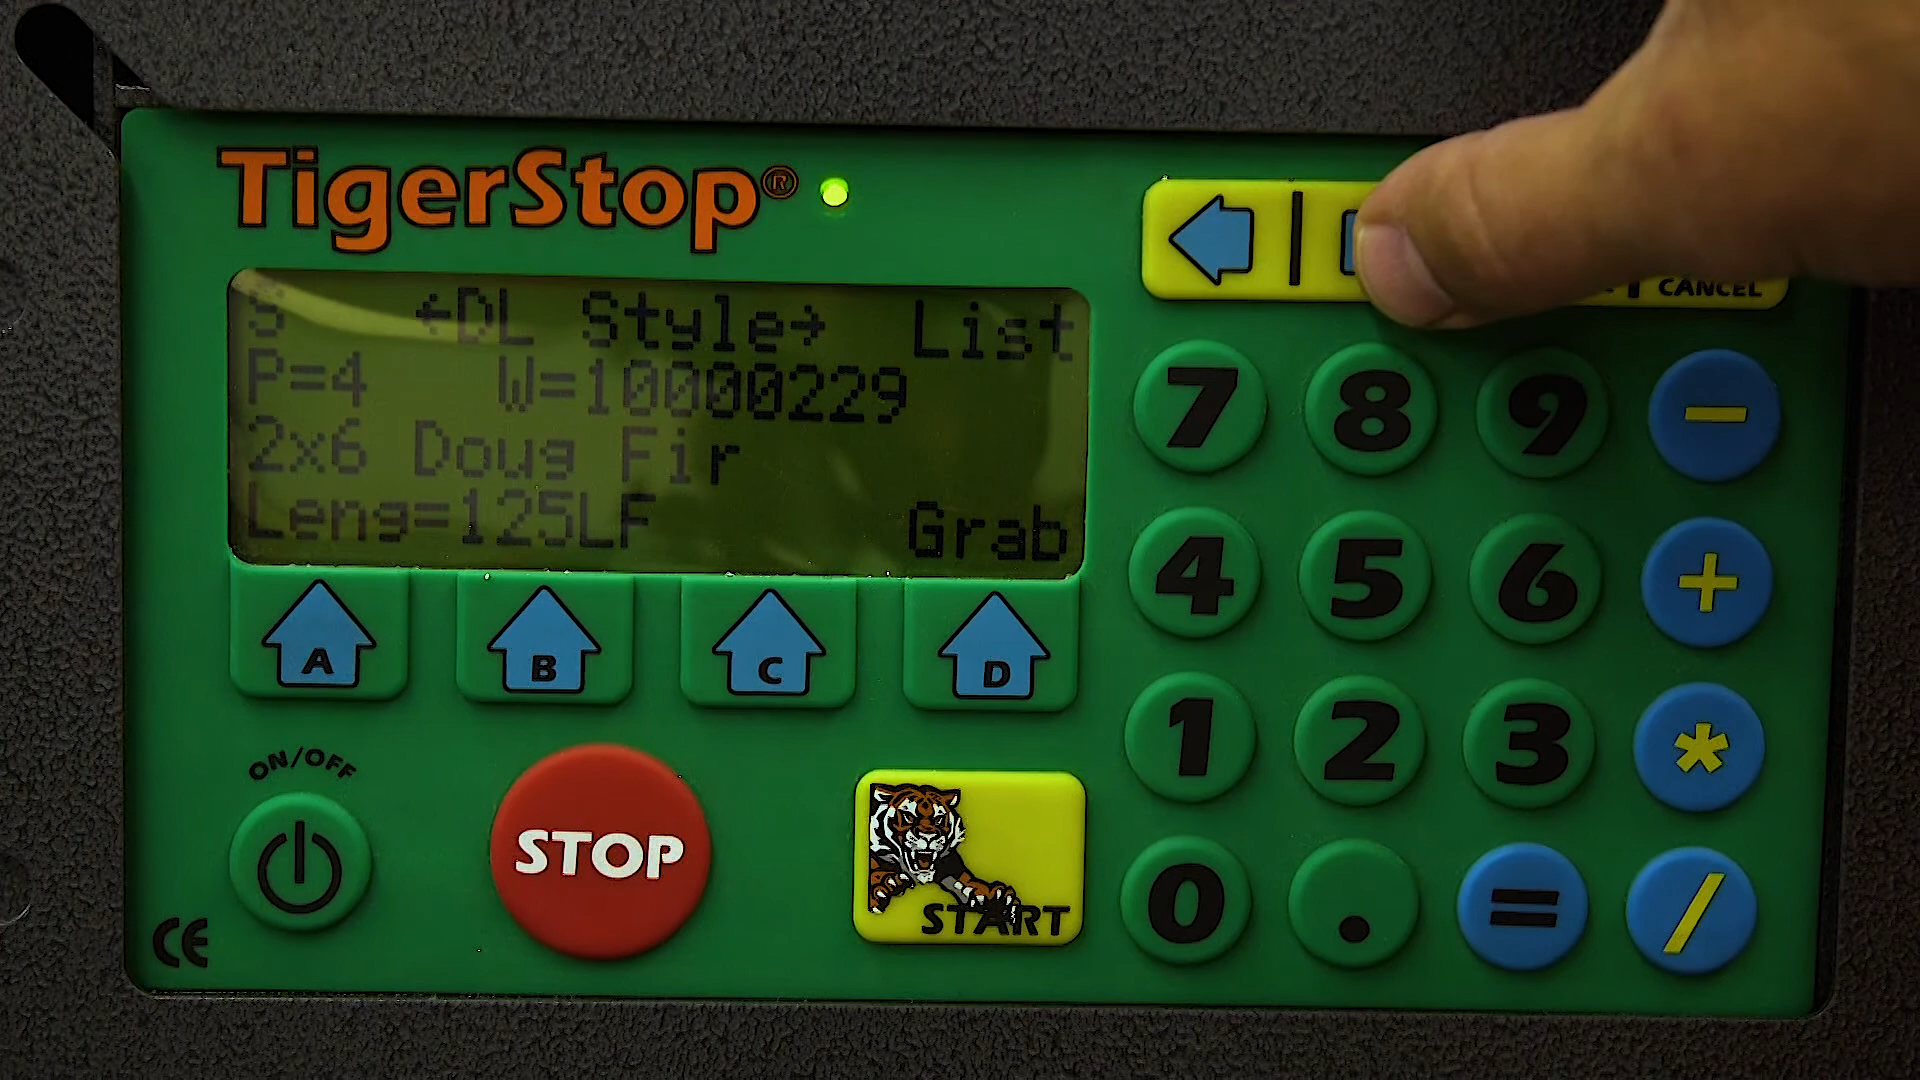 TigerStop®
S ←DL Style→ List
P=4 W=10000229
2x6 Doug Fir
Leng=125LF Grab
A B C D
ON/OFF
STOP
START
CE
CANCEL
7 8 9 -
4 5 6 +
1 2 3 *
0 . = /